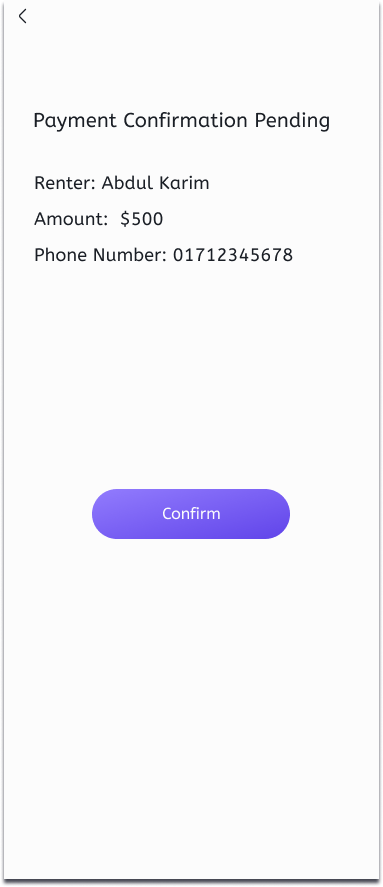 Payment Confirmation Pending
Renter: Abdul Karim
Amount:  $500
Phone Number: 01712345678
Confirm